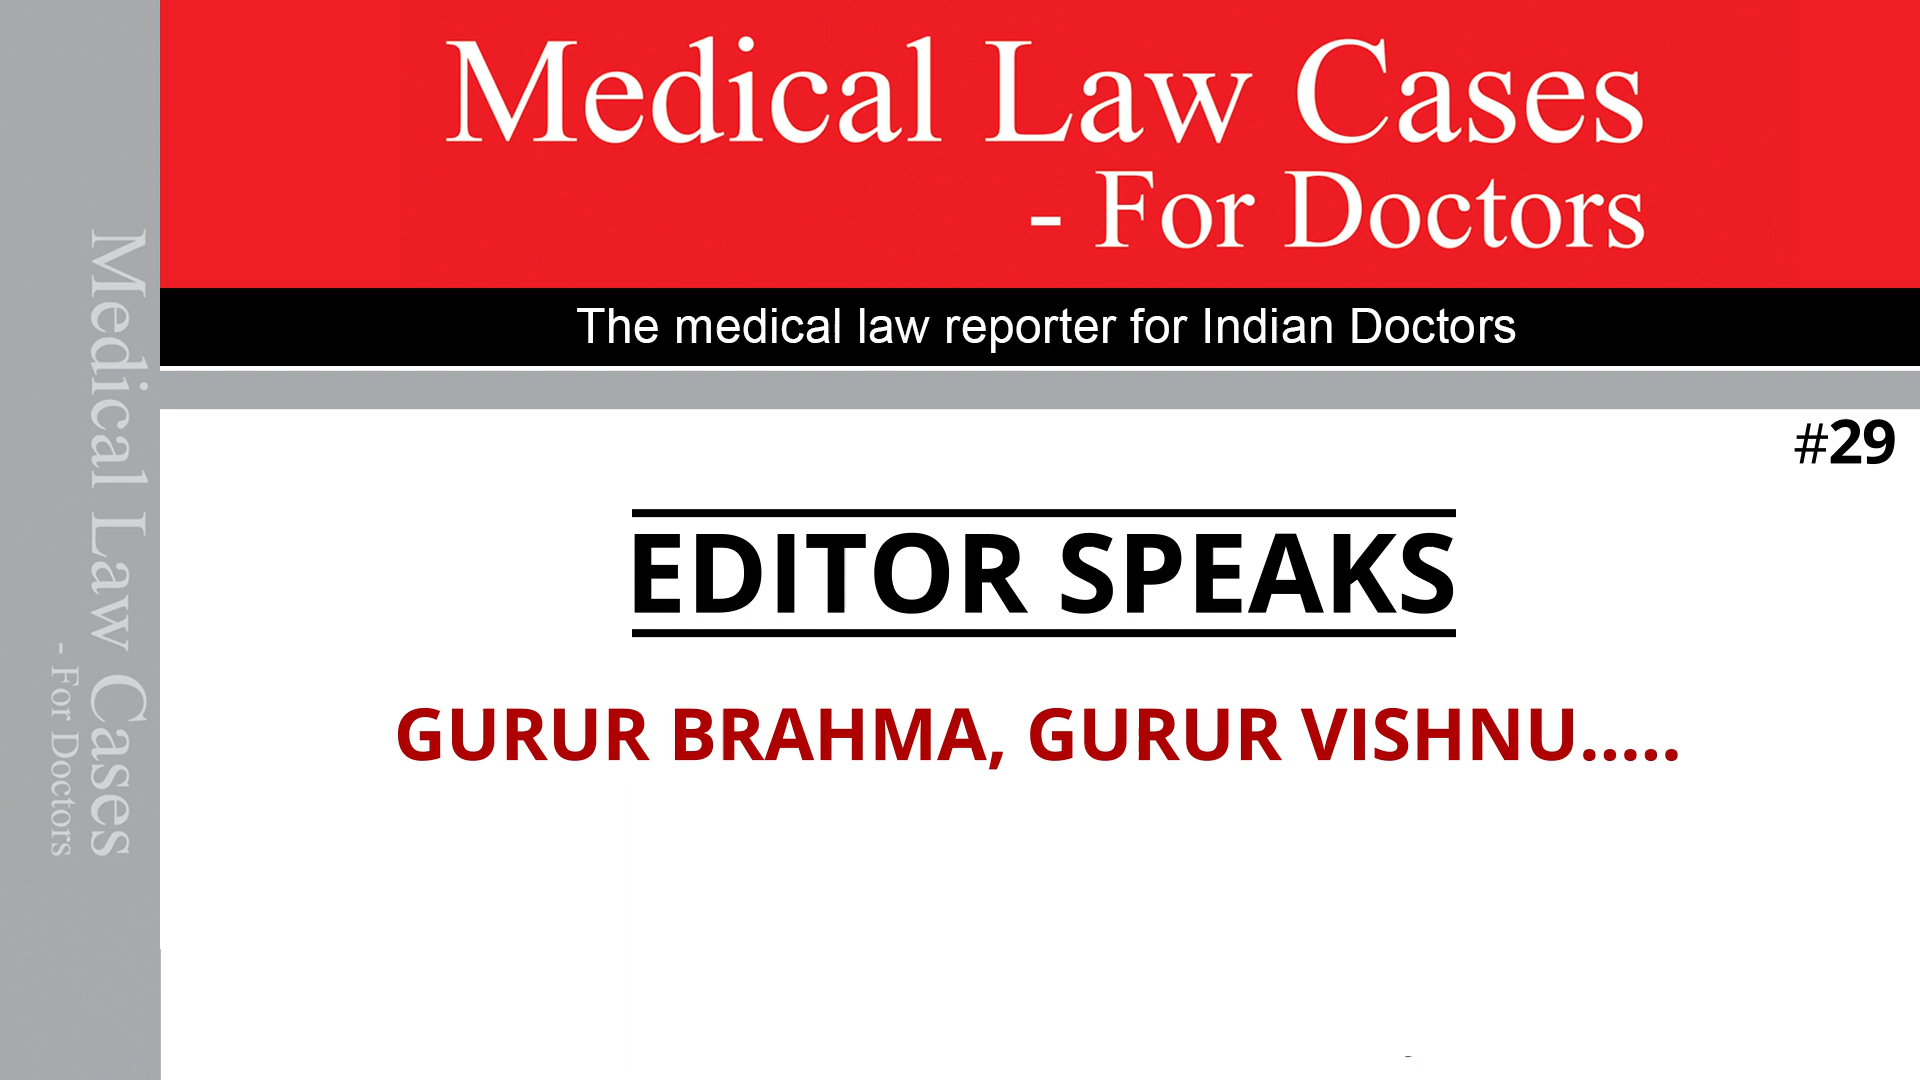 Medical Law Cases
- For Doctors
The medical law reporter for Indian Doctors
#29
EDITOR SPEAKS
GURUR BRAHMA, GURUR VISHNU.....
Medical Law Cases
- For Doctors